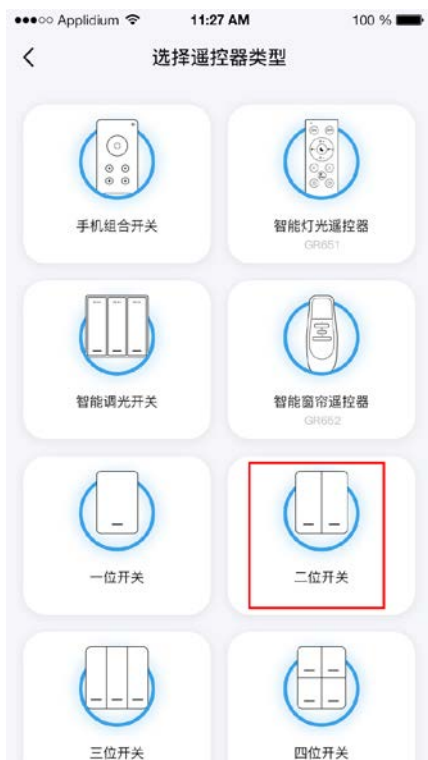 Applidium 11:27 AM 100 %
选择遥控器类型
手机组合开关 智能灯光遥控器
GR651
智能调光开关 智能窗帘遥控器
GR652
一位开关 二位开关
三位开关 四位开关